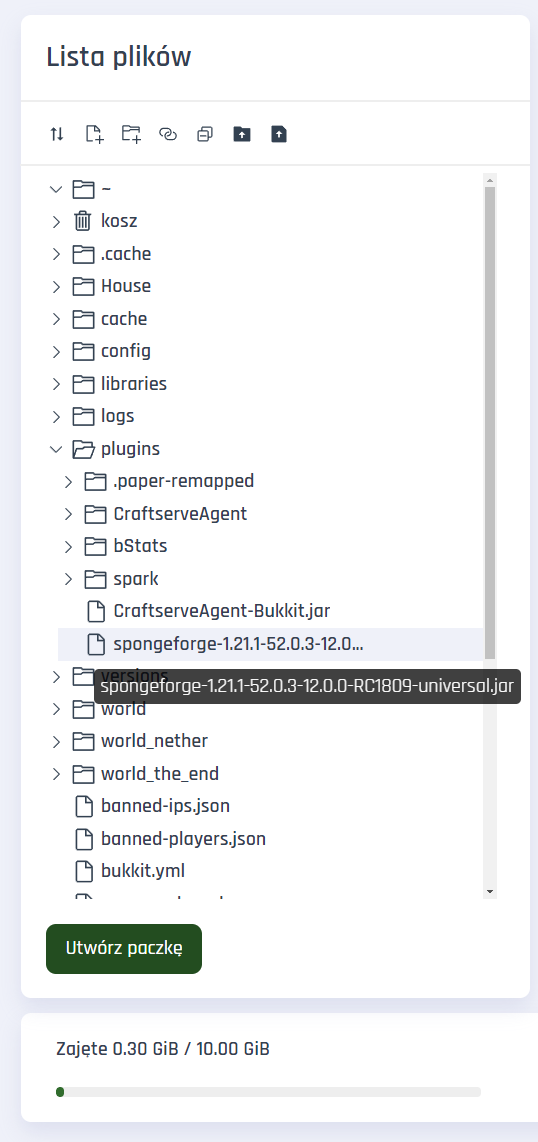 Lista plików
~
kosz
.cache
House
cache
config
libraries
logs
plugins
.paper-remapped
CraftserveAgent
bStats
spark
CraftserveAgent-Bukkit.jar
spongeforge-1.21.1-52.0.3-12.0...
versions
spongeforge-1.21.1-52.0.3-12.0.0-RC1809-universal.jar
world
world_nether
world_the_end
banned-ips.json
banned-players.json
bukkit.yml
Utwórz paczkę
Zajęte 0.30 GiB / 10.00 GiB